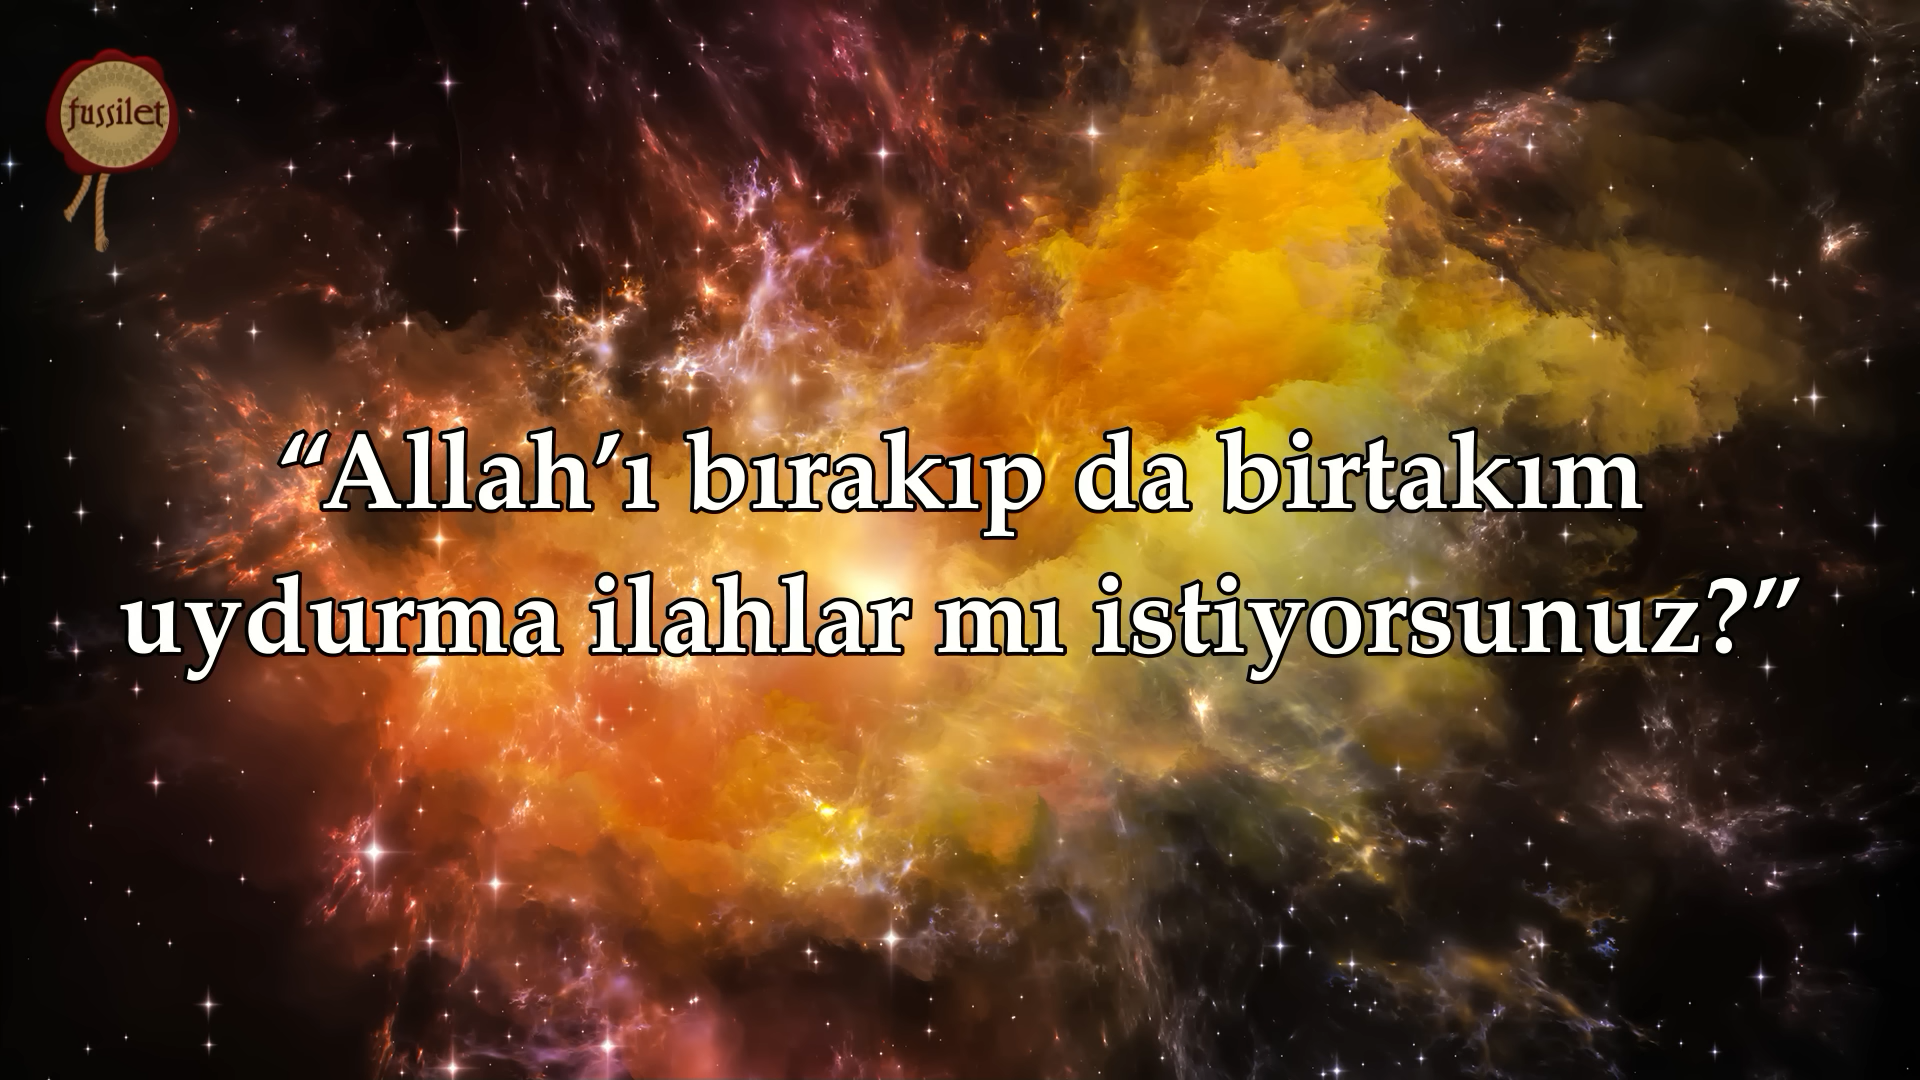 fussilet
“Allah’ı bırakıp da birtakım
uydurma ilahlar mı istiyorsunuz?”